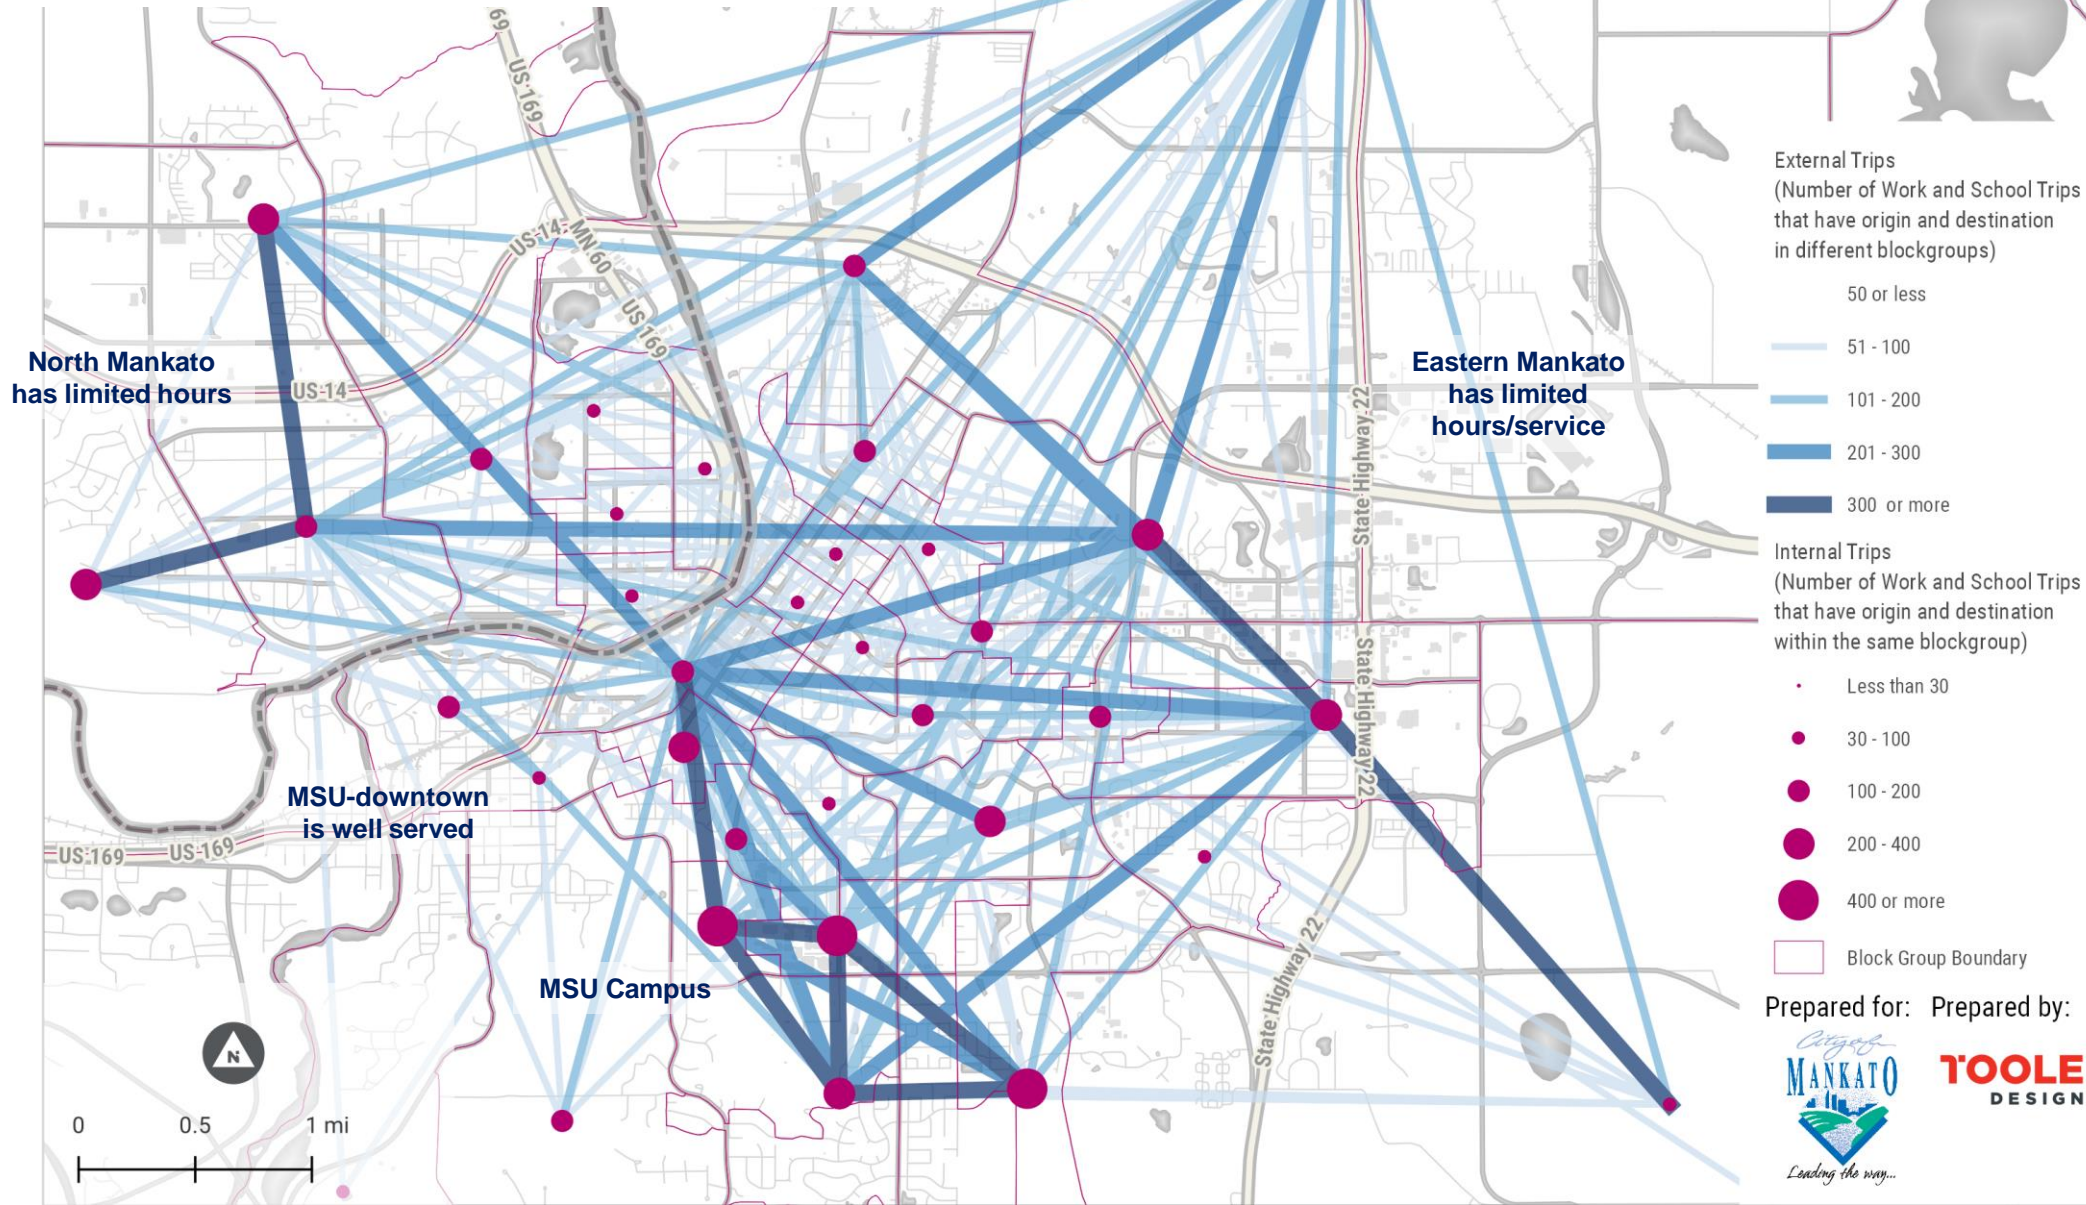 69
US 169
US-14
MN 60
US 169
North Mankato
has limited hours
US-14
Eastern Mankato
has limited
hours/service
State Highway 22
State Highway 22
MSU-downtown
is well served
US 169
US 169
MSU Campus
State Highway 22
N
0
0.5
1 mi
External Trips
(Number of Work and School Trips
that have origin and destination
in different blockgroups)
50 or less
51 - 100
101 - 200
201 - 300
300 or more
Internal Trips
(Number of Work and School Trips
that have origin and destination
within the same blockgroup)
Less than 30
30 - 100
100 - 200
200 - 400
400 or more
Block Group Boundary
Prepared for:
Prepared by:
City of
MANKATO
Leading the way...
TOOLE
DESIGN